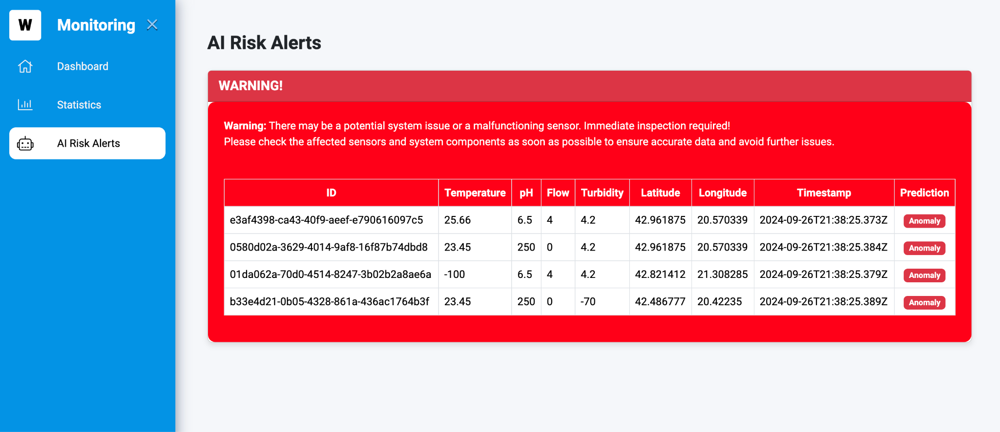 W
Monitoring
Dashboard
Statistics
AI Risk Alerts
AI Risk Alerts
WARNING!
Warning: There may be a potential system issue or a malfunctioning sensor. Immediate inspection required!
Please check the affected sensors and system components as soon as possible to ensure accurate data and avoid further issues.
ID Temperature pH Flow Turbidity Latitude Longitude Timestamp Prediction
e3af4398-ca43-40f9-aeef-e790616097c5 25.66 6.5 4 4.2 42.961875 20.570339 2024-09-26T21:38:25.373Z Anomaly
0580d02a-3629-4014-9af8-16f87b74dbd8 23.45 250 0 4.2 42.961875 20.570339 2024-09-26T21:38:25.384Z Anomaly
01da062a-70d0-4514-8247-3b02b2a8ae6a -100 6.5 4 4.2 42.821412 21.308285 2024-09-26T21:38:25.379Z Anomaly
b33e4d21-0b05-4328-861a-436ac1764b3f 23.45 250 0 -70 42.486777 20.42235 2024-09-26T21:38:25.389Z Anomaly